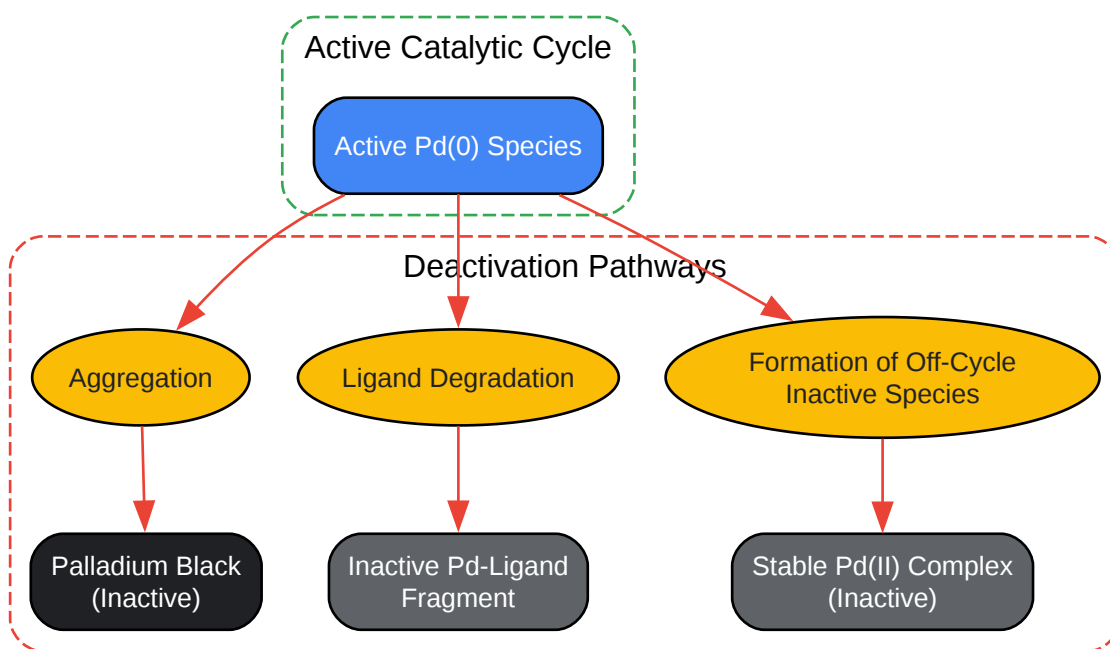 Active Catalytic Cycle
Active Pd(0) Species
Deactivation Pathways
Aggregation
Ligand Degradation
Formation of Off-Cycle
Inactive Species
Palladium Black
(Inactive)
Inactive Pd-Ligand
Fragment
Stable Pd(II) Complex
(Inactive)